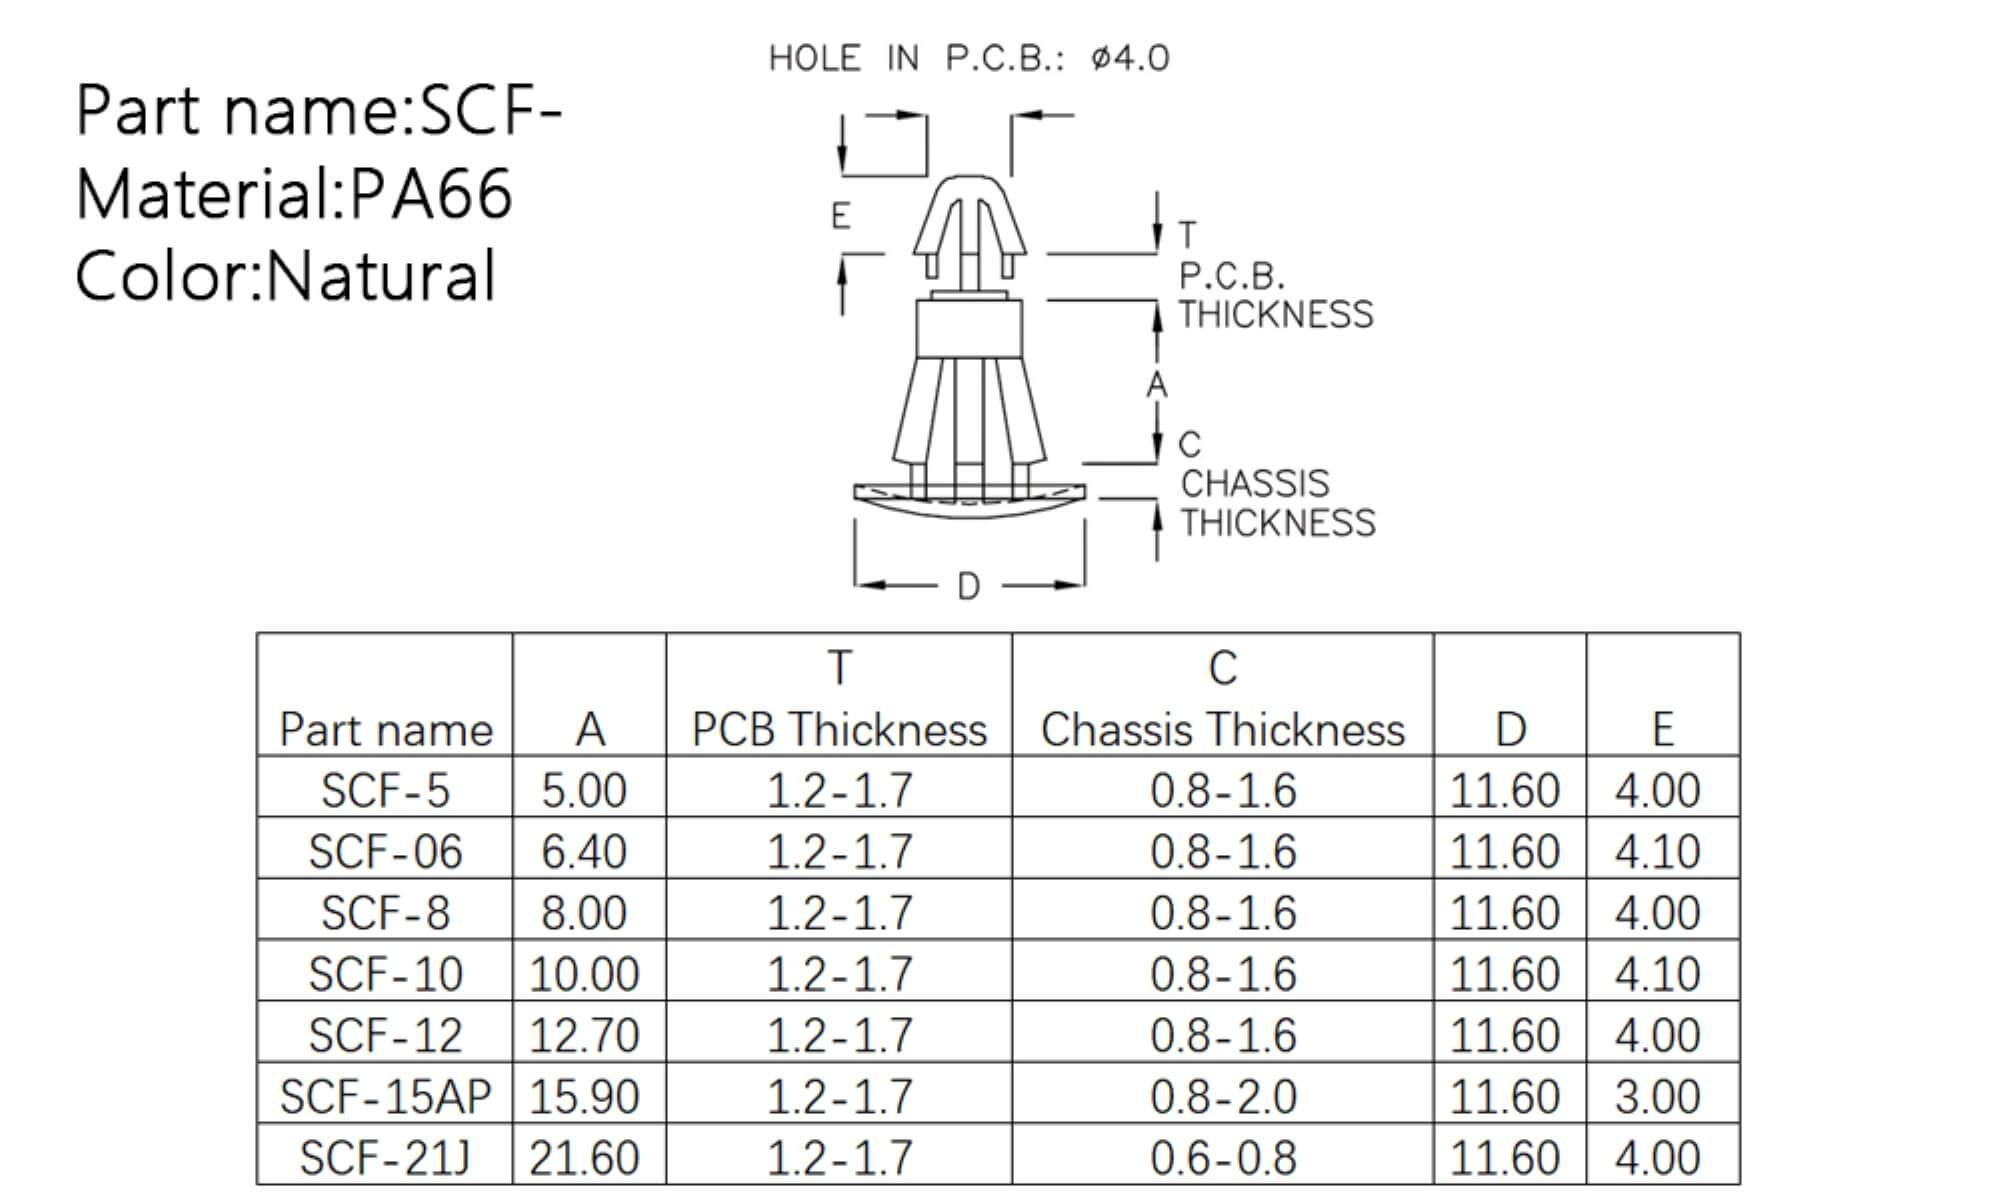 HOLE IN P.C.B.: ø4.0
Part name:SCF-
Material:PA66
Color:Natural
E
T
P.C.B.
THICKNESS
A
C
CHASSIS
THICKNESS
D
Part name A T PCB Thickness C Chassis Thickness D E
SCF-5 5.00 1.2-1.7 0.8-1.6 11.60 4.00
SCF-06 6.40 1.2-1.7 0.8-1.6 11.60 4.10
SCF-8 8.00 1.2-1.7 0.8-1.6 11.60 4.00
SCF-10 10.00 1.2-1.7 0.8-1.6 11.60 4.10
SCF-12 12.70 1.2-1.7 0.8-1.6 11.60 4.00
SCF-15AP 15.90 1.2-1.7 0.8-2.0 11.60 3.00
SCF-21J 21.60 1.2-1.7 0.6-0.8 11.60 4.00